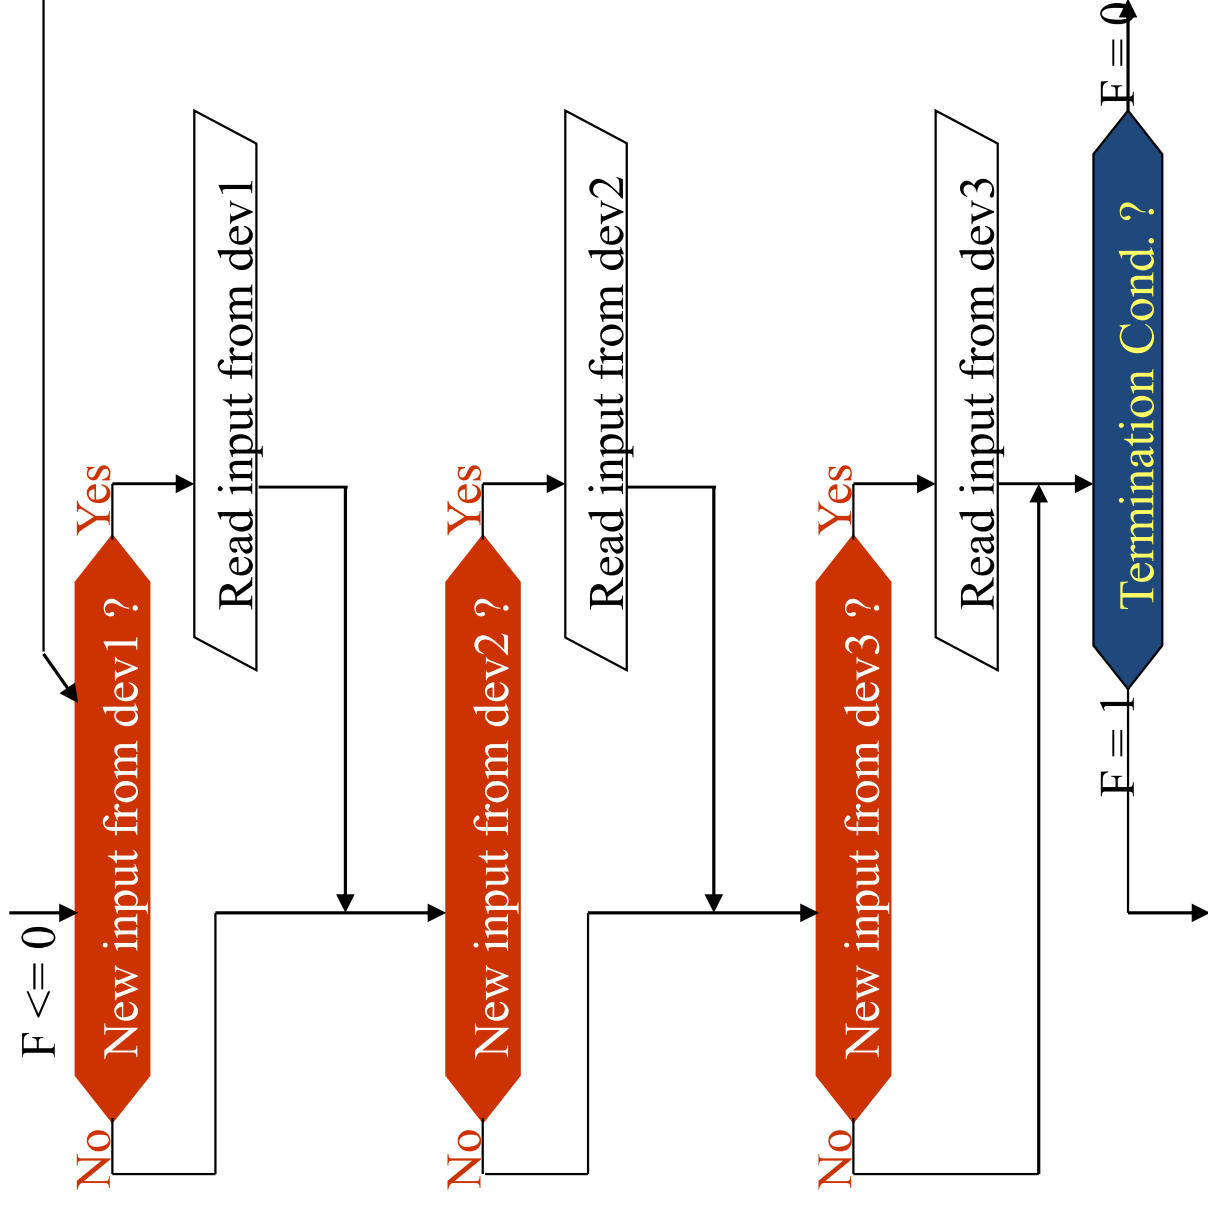 F <= 0
New input from dev1 ?
No
Yes
Read input from dev1
New input from dev2 ?
No
Yes
Read input from dev2
New input from dev3 ?
No
Yes
Read input from dev3
Termination Cond. ?
F = 1
F = 0